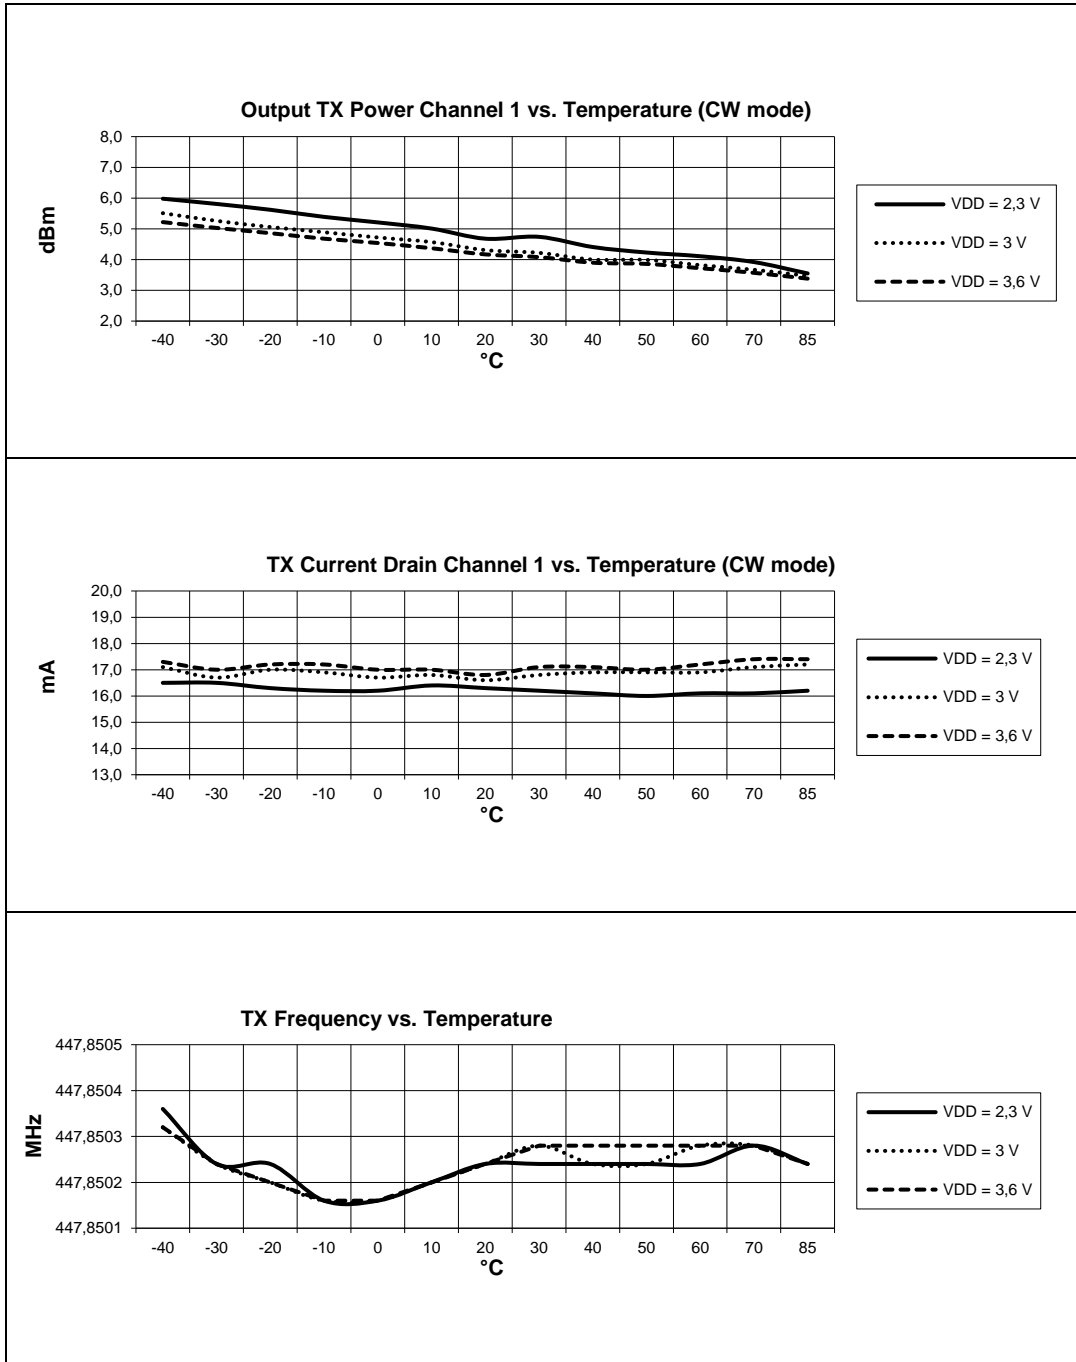 Output TX Power Channel 1 vs. Temperature (CW mode)
8,0
7,0
6,0
5,0
4,0
3,0
2,0
dBm
-40 -30 -20 -10 0 10 20 30 40 50 60 70 85
°C
VDD = 2,3 V
VDD = 3 V
VDD = 3,6 V
TX Current Drain Channel 1 vs. Temperature (CW mode)
20,0
19,0
18,0
17,0
16,0
15,0
14,0
13,0
mA
-40 -30 -20 -10 0 10 20 30 40 50 60 70 85
°C
VDD = 2,3 V
VDD = 3 V
VDD = 3,6 V
TX Frequency vs. Temperature
447,8505
447,8504
447,8503
447,8502
447,8501
MHz
-40 -30 -20 -10 0 10 20 30 40 50 60 70 85
°C
VDD = 2,3 V
VDD = 3 V
VDD = 3,6 V